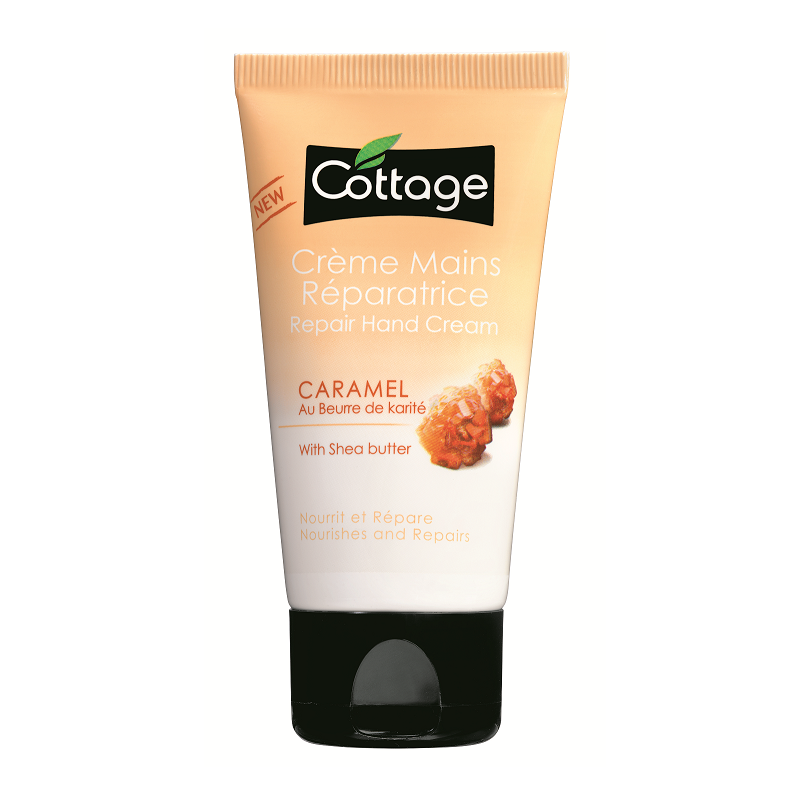 Cottage
NEW
Crème Mains
Réparatrice
Repair Hand Cream
CARAMEL
Au Beurre de karité
With Shea butter
Nourrit et Répare
Nourishes and Repairs